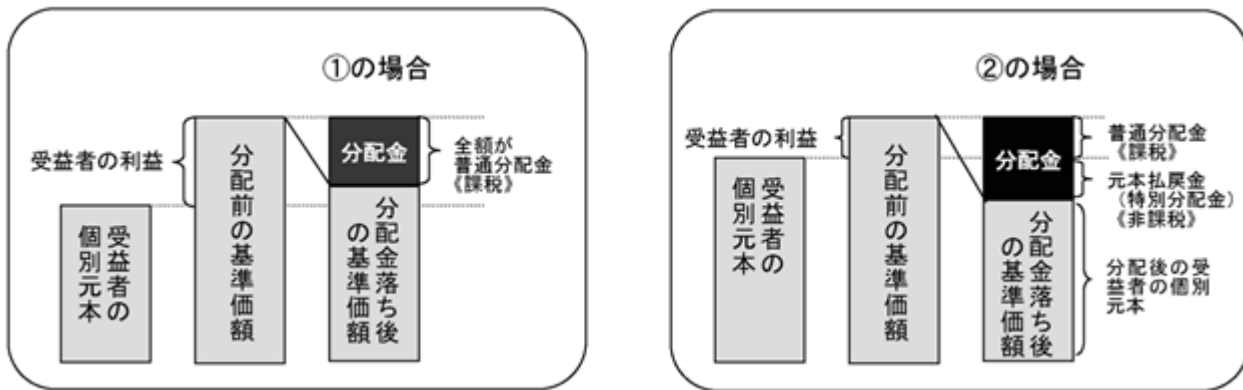 ①の場合
受益者の利益
受益者の
個別元本
分配前の基準価額
分配金
分配金落ち後
の基準価額
全額が
普通分配金
《課税》
②の場合
受益者の利益
受益者の
個別元本
分配前の基準価額
分配金
分配金落ち後
の基準価額
普通分配金
《課税》
元本払戻金
(特別分配金)
《非課税》
分配後の受
益者の個別
元本